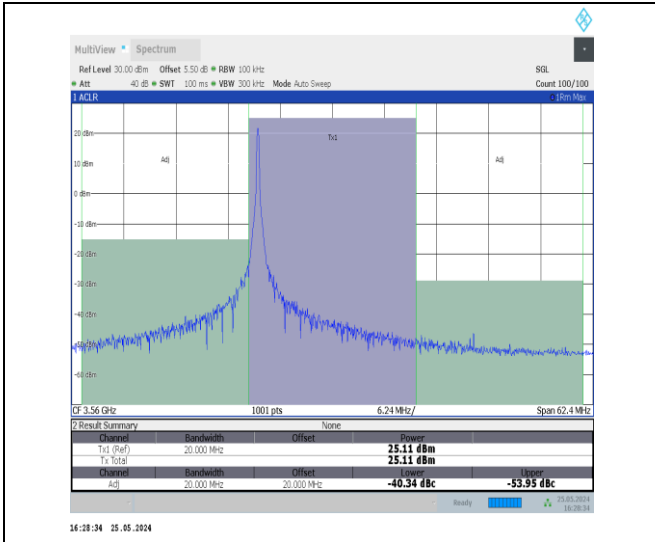 MultiView Spectrum
Ref Level 30.00 dBm Offset 5.50 dB RBW 100 kHz SGL
Att 40 dB SWT 100 ms VBW 300 kHz Mode Auto Sweep Count 100/100
1 ACLR 1Rm Max
20 dBm
Tx1
10 dBm
Adj
Adj
0 dBm
-10 dBm
-20 dBm
-30 dBm
-40 dBm
-50 dBm
-60 dBm
CF 3.56 GHz 1001 pts 6.24 MHz/ Span 62.4 MHz
2 Result Summary None
Channel Bandwidth Offset Power
Tx1 (Ref) 20.000 MHz 25.11 dBm
Tx Total 25.11 dBm
Channel Bandwidth Offset Lower Upper
Adj 20.000 MHz 20.000 MHz -40.34 dBc -53.95 dBc
Ready 25.05.2024
16:28:34
16:28:34 25.05.2024